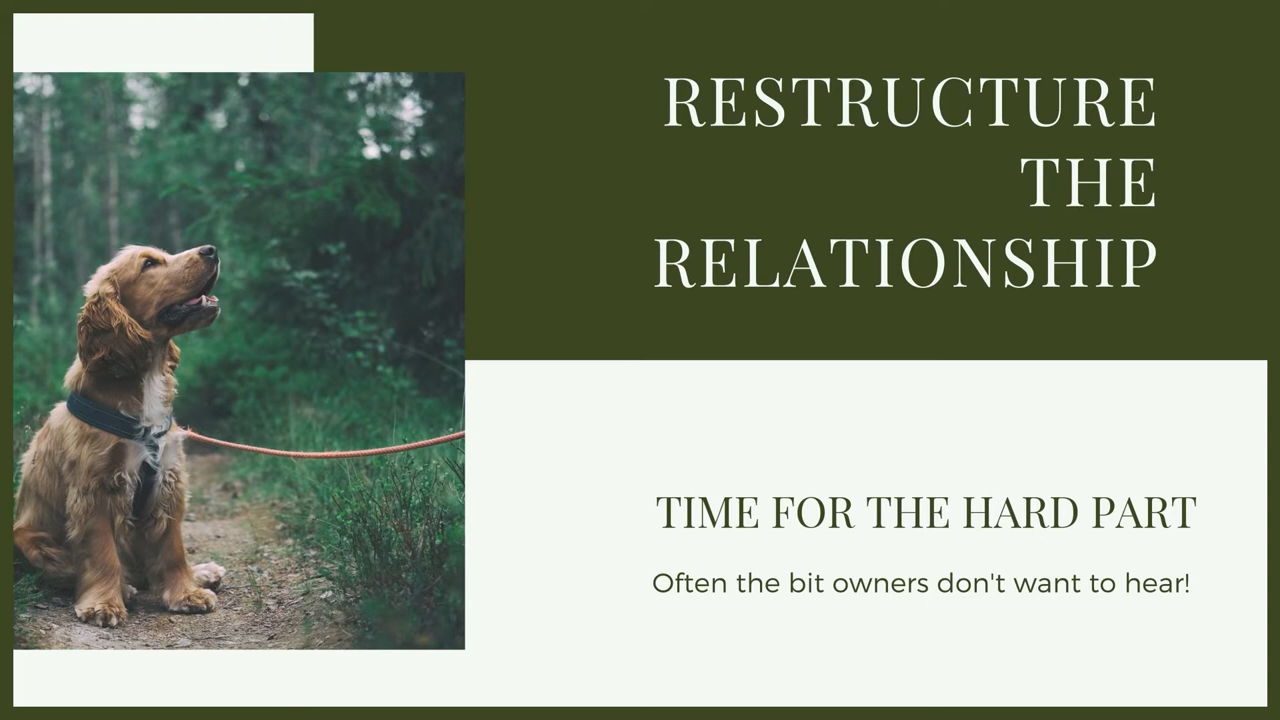 RESTRUCTURE
THE
RELATIONSHIP
TIME FOR THE HARD PART
Often the bit owners don't want to hear!